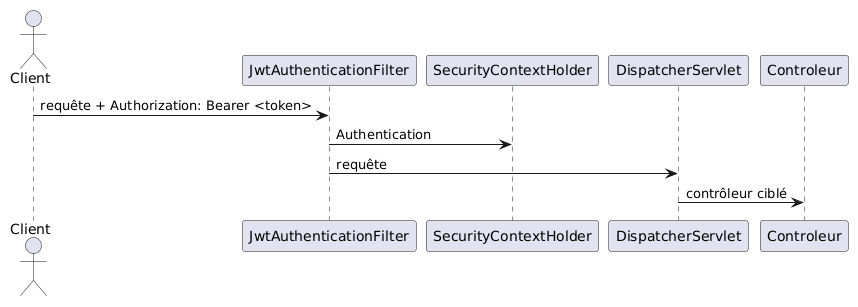 Client
JwtAuthenticationFilter
SecurityContextHolder
DispatcherServlet
Controleur
requête + Authorization: Bearer <token>
Authentication
requête
contrôleur ciblé
Client
JwtAuthenticationFilter
SecurityContextHolder
DispatcherServlet
Controleur